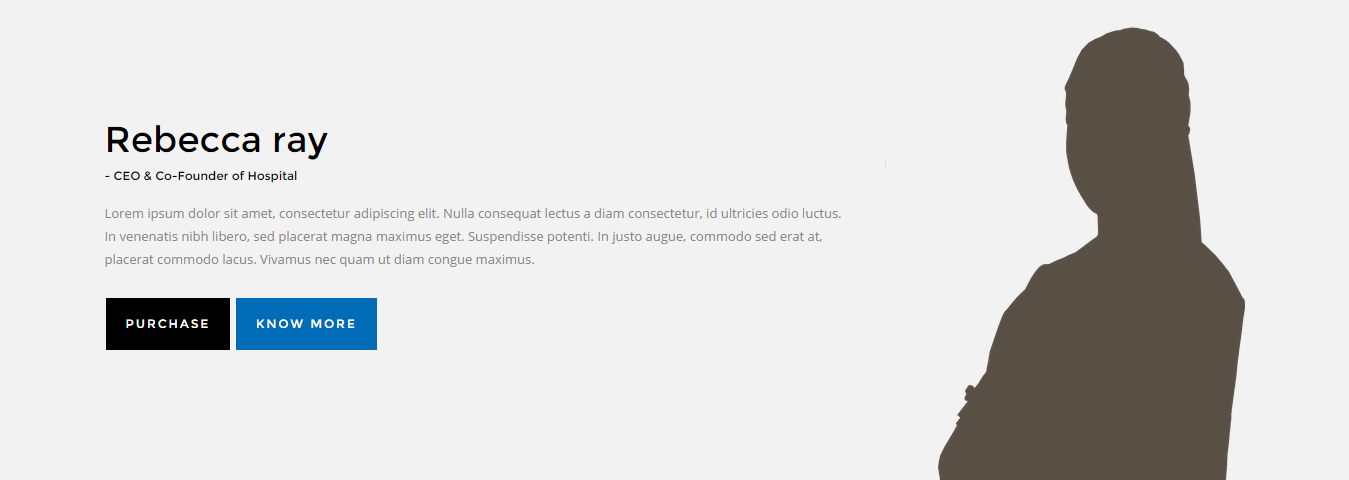 Rebecca ray
- CEO & Co-Founder of Hospital
Lorem ipsum dolor sit amet, consectetur adipiscing elit. Nulla consequat lectus a diam consectetur, id ultricies odio luctus.
In venenatis nibh libero, sed placerat magna maximus eget. Suspendisse potenti. In justo augue, commodo sed erat at,
placerat commodo lacus. Vivamus nec quam ut diam congue maximus.
PURCHASE KNOW MORE